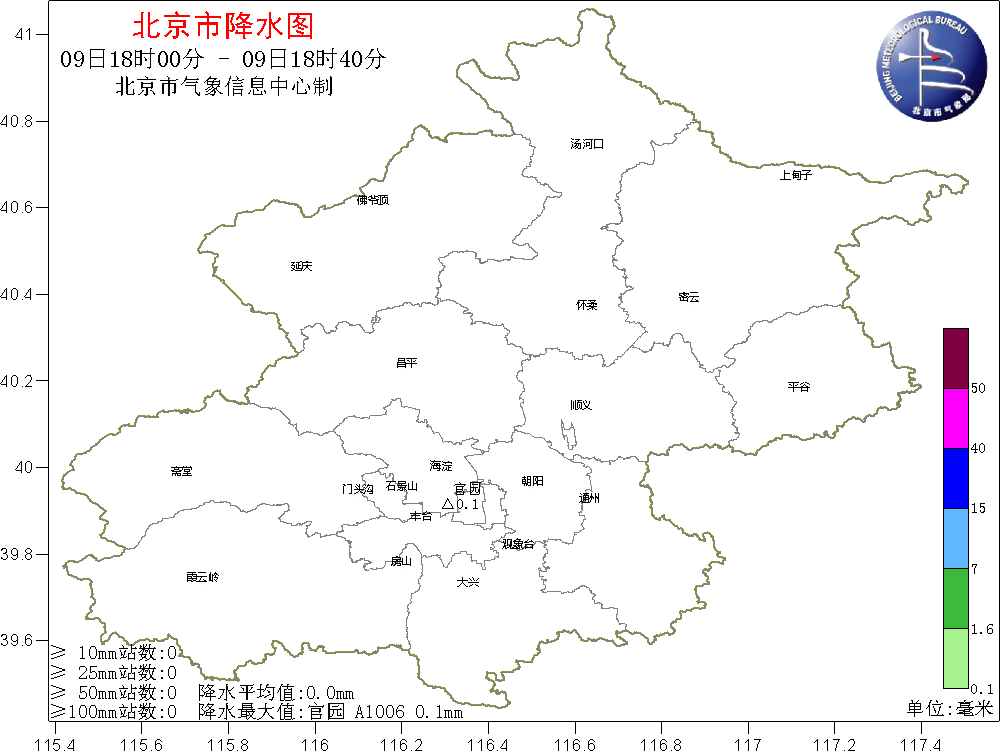 北京市降水图
09日18时00分 - 09日18时40分
北京市气象信息中心制
BEIJING METEOROLOGICAL BUREAU
北京市气象局
41
40.8
40.6
40.4
40.2
40
39.8
39.6
汤河口
上甸子
佛爷顶
延庆
怀柔
密云
昌平
平谷
顺义
海淀
斋堂
门头沟
石景山
官园
△0.1
朝阳
通州
丰台
观象台
房山
大兴
霞云岭
50
40
15
7
1.6
0.1
单位:毫米
≥ 10mm站数:0
≥ 25mm站数:0
≥ 50mm站数:0 降水平均值:0.0mm
≥100mm站数:0 降水最大值:官园 A1006 0.1mm
115.4 115.6 115.8 116 116.2 116.4 116.6 116.8 117 117.2 117.4